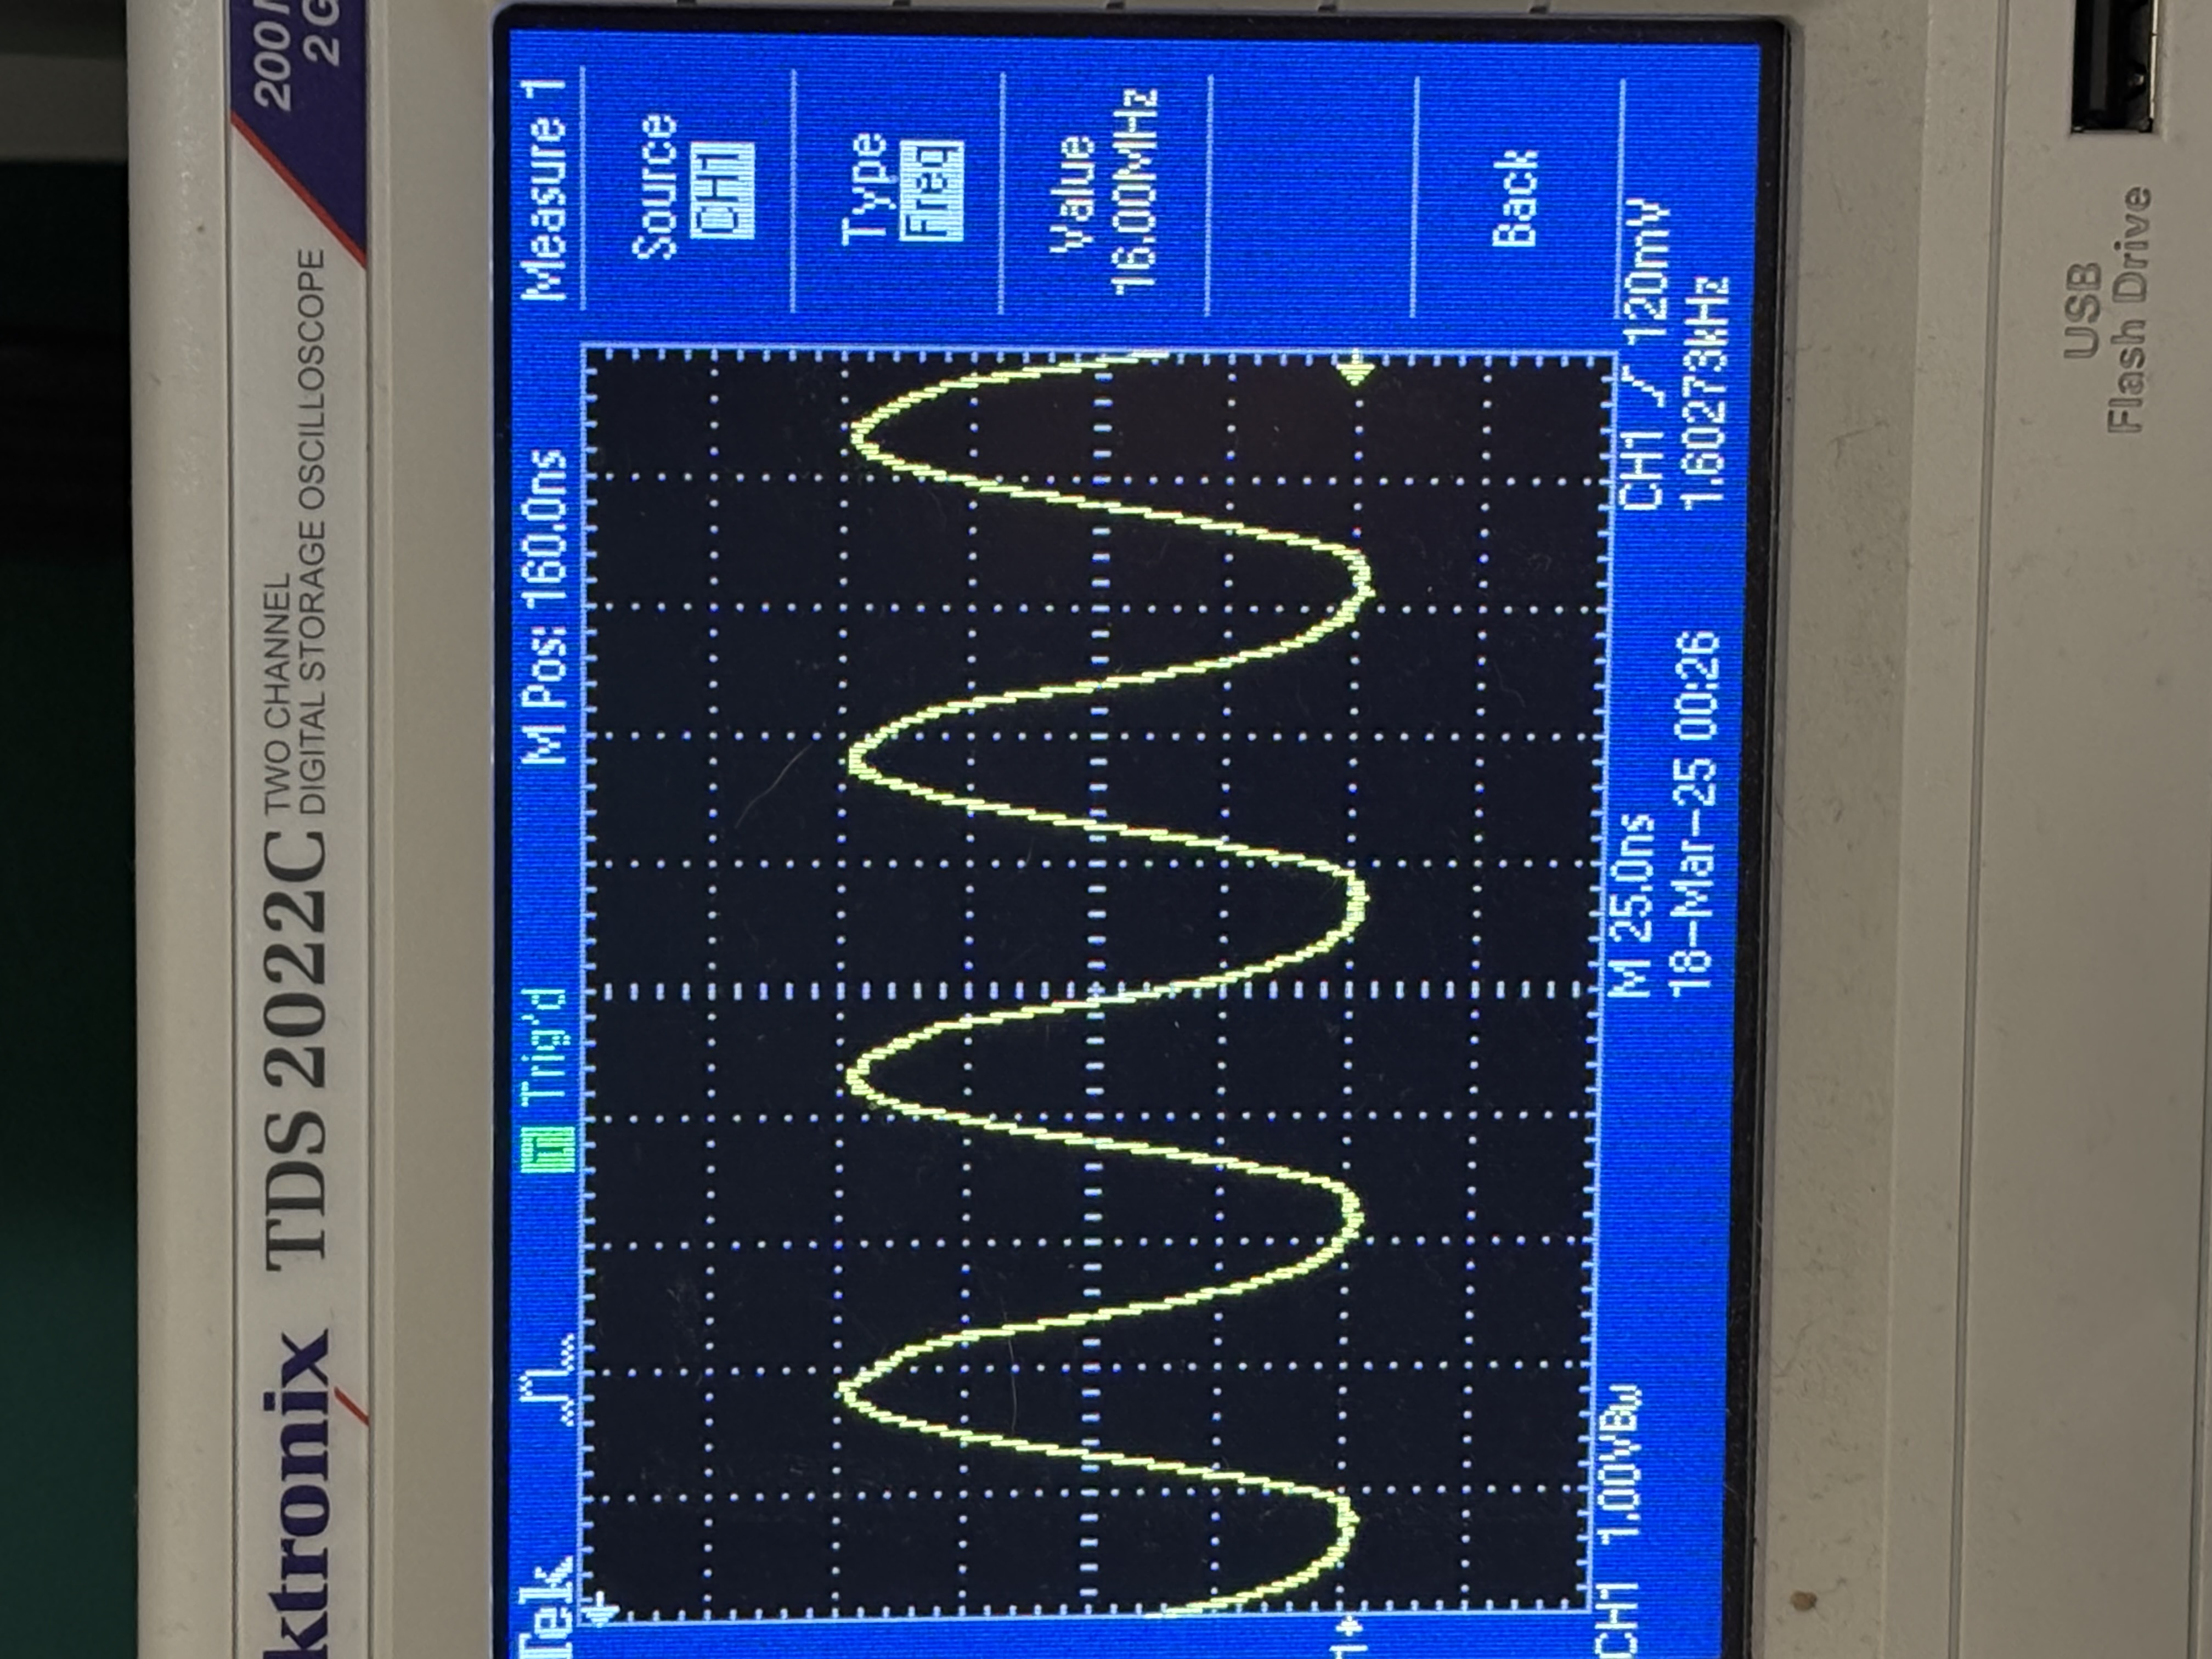 ktronix TDS 2022C TWO CHANNEL
DIGITAL STORAGE OSCILLOSCOPE
200
2 G
Tek T Trig'd M Pos: 160.0ns Measure 1
Source
CH1
Type
Freq
Value
16.00MHz
1
Back
CH1 1.00VBw M 25.0ns CH1 120mV
18-Mar-25 00:26 1.60273kHz
USB
Flash Drive